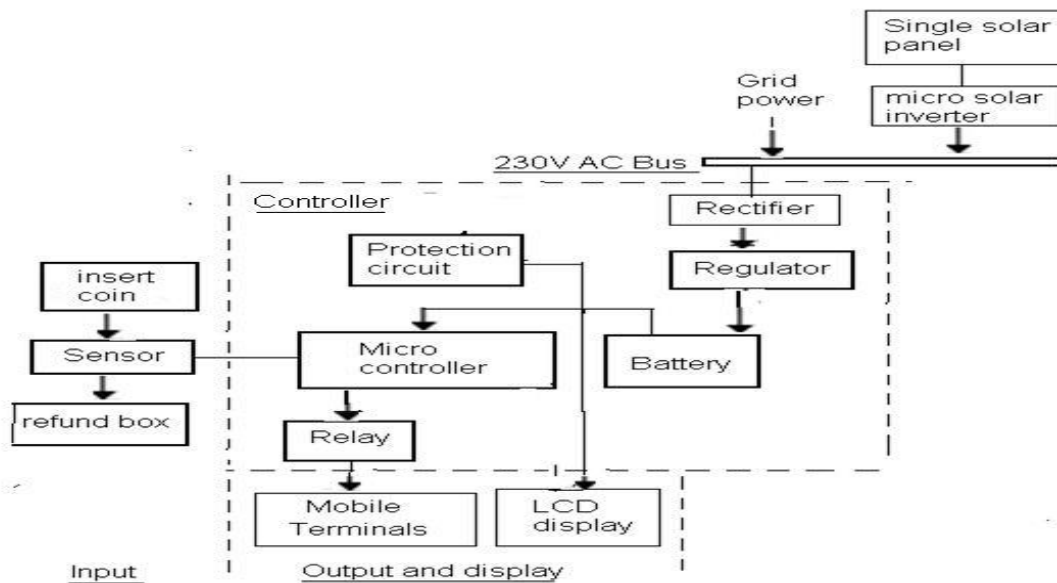 Single solar
panel
Grid
power
micro solar
inverter
230V AC Bus
Controller
Rectifier
Protection
circuit
Regulator
insert
coin
Sensor
Micro
controller
Battery
refund box
Relay
Mobile
Terminals
LCD
display
Input
Output and display